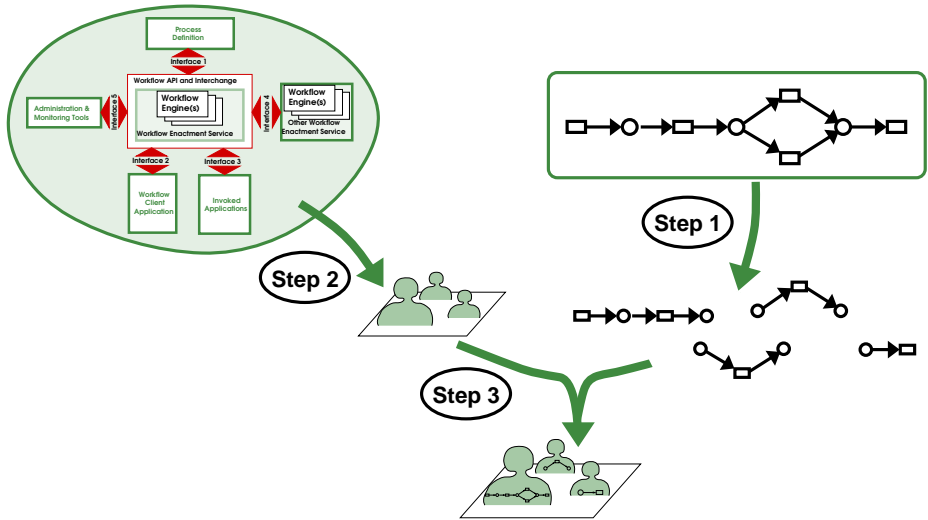 Process
Definition
Interface 1
Workflow API and Interchange
Workflow
Engine(s)
Workflow Enactment Service
Administration &
Monitoring Tools
Interface 5
Interface 4
Workflow
Engine(s)
Other Workflow
Enactment Service
Interface 2
Interface 3
Workflow
Client
Application
Invoked
Applications
Step 1
Step 2
Step 3